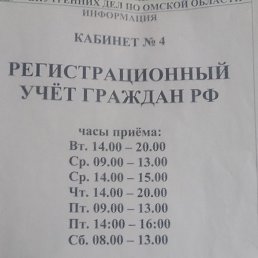 ВНУТРЕННИХ ДЕЛ ПО ОМСКОЙ ОБЛАСТИ
ИНФОРМАЦИЯ
КАБИНЕТ № 4
РЕГИСТРАЦИОННЫЙ
УЧЁТ ГРАЖДАН РФ
часы приёма:
Вт. 14.00 – 20.00
Ср. 09.00 – 13.00
Ср. 14.00 – 15.00
Чт. 14.00 – 20.00
Пт. 09.00 – 13.00
Пт. 14:00 – 16:00
Сб. 08.00 – 13.00